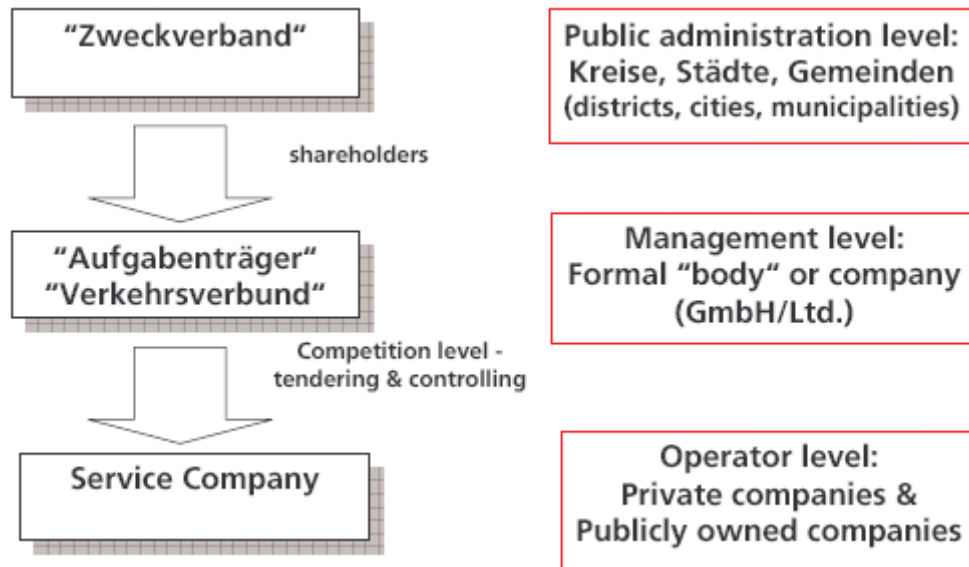 “Zweckverband“
Public administration level:
Kreise, Städte, Gemeinden
(districts, cities, municipalities)
shareholders
“Aufgabenträger“
“Verkehrsverbund“
Management level:
Formal “body“ or company
(GmbH/Ltd.)
Competition level -
tendering & controlling
Service Company
Operator level:
Private companies &
Publicly owned companies